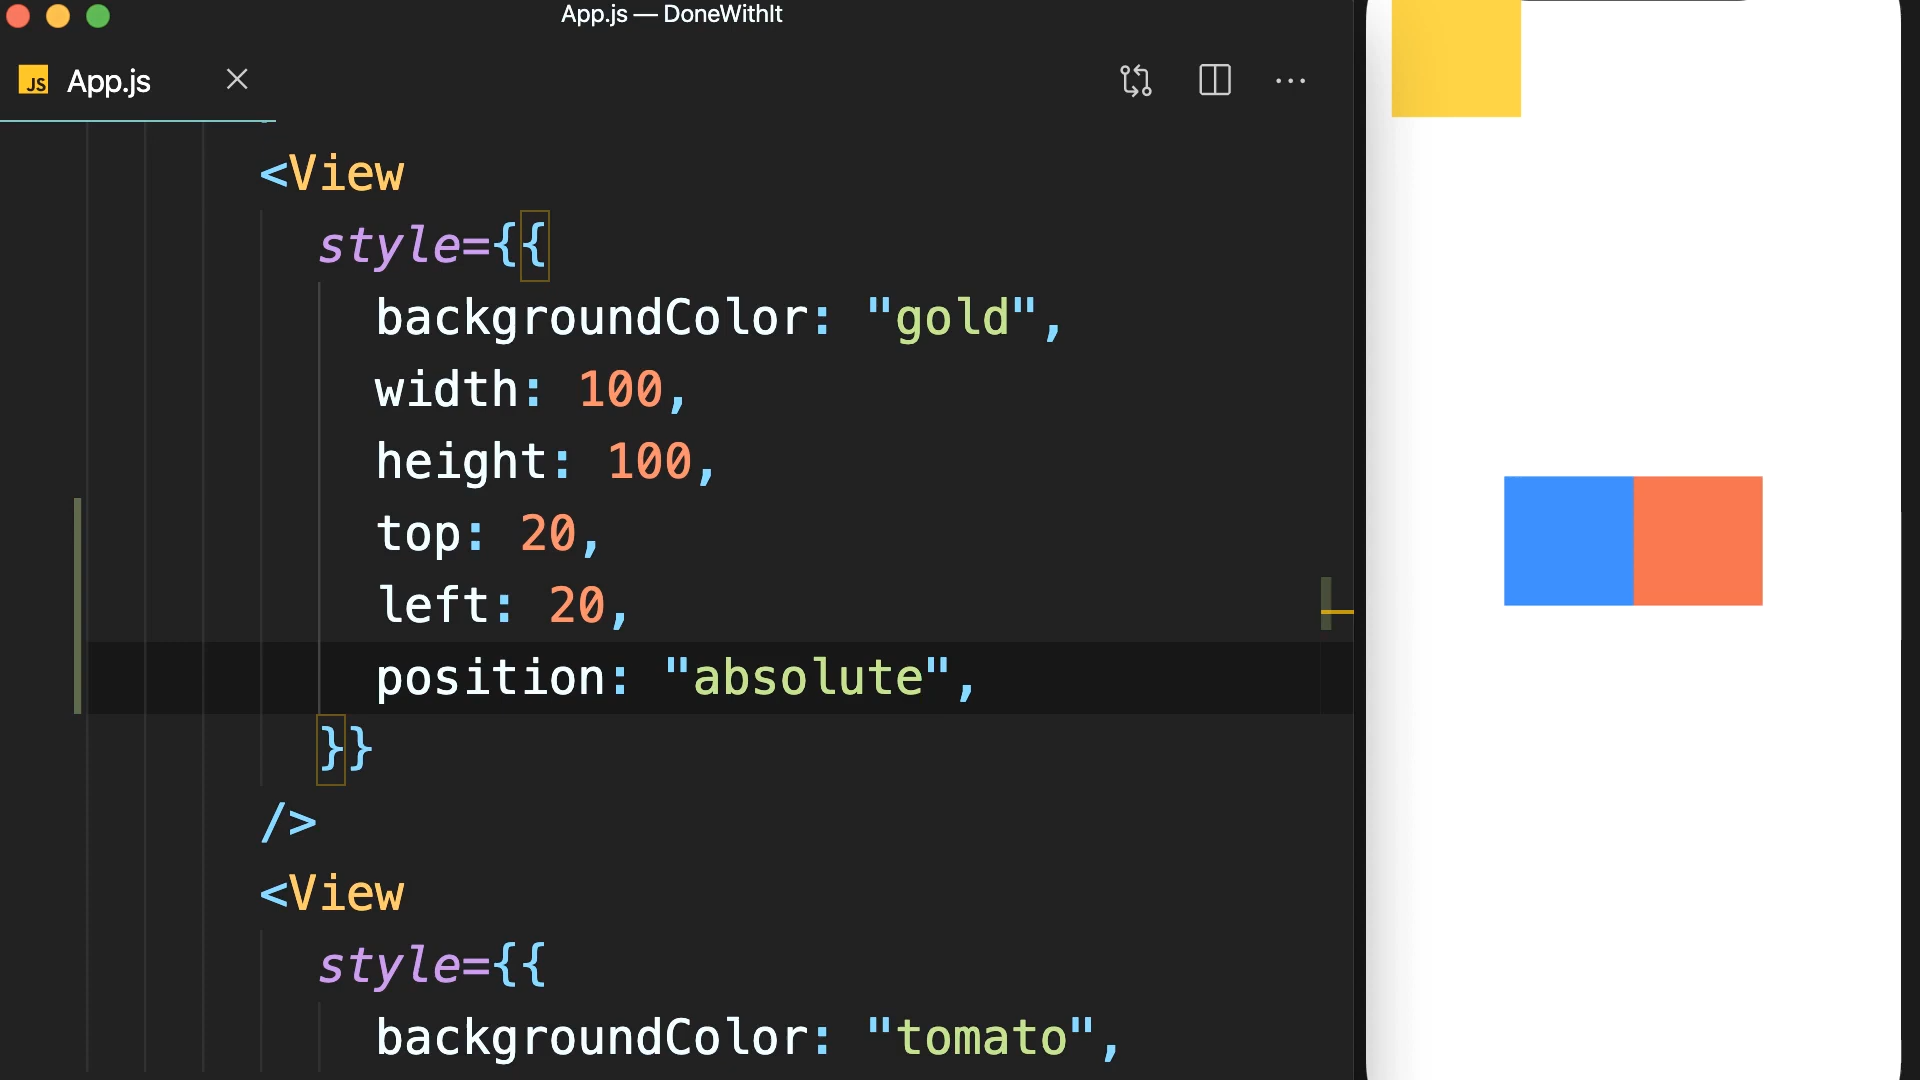 App.js — DoneWithIt
JS App.js
<View
style={{
backgroundColor: "gold",
width: 100,
height: 100,
top: 20,
left: 20,
position: "absolute",
}}
/>
<View
style={{
backgroundColor: "tomato",